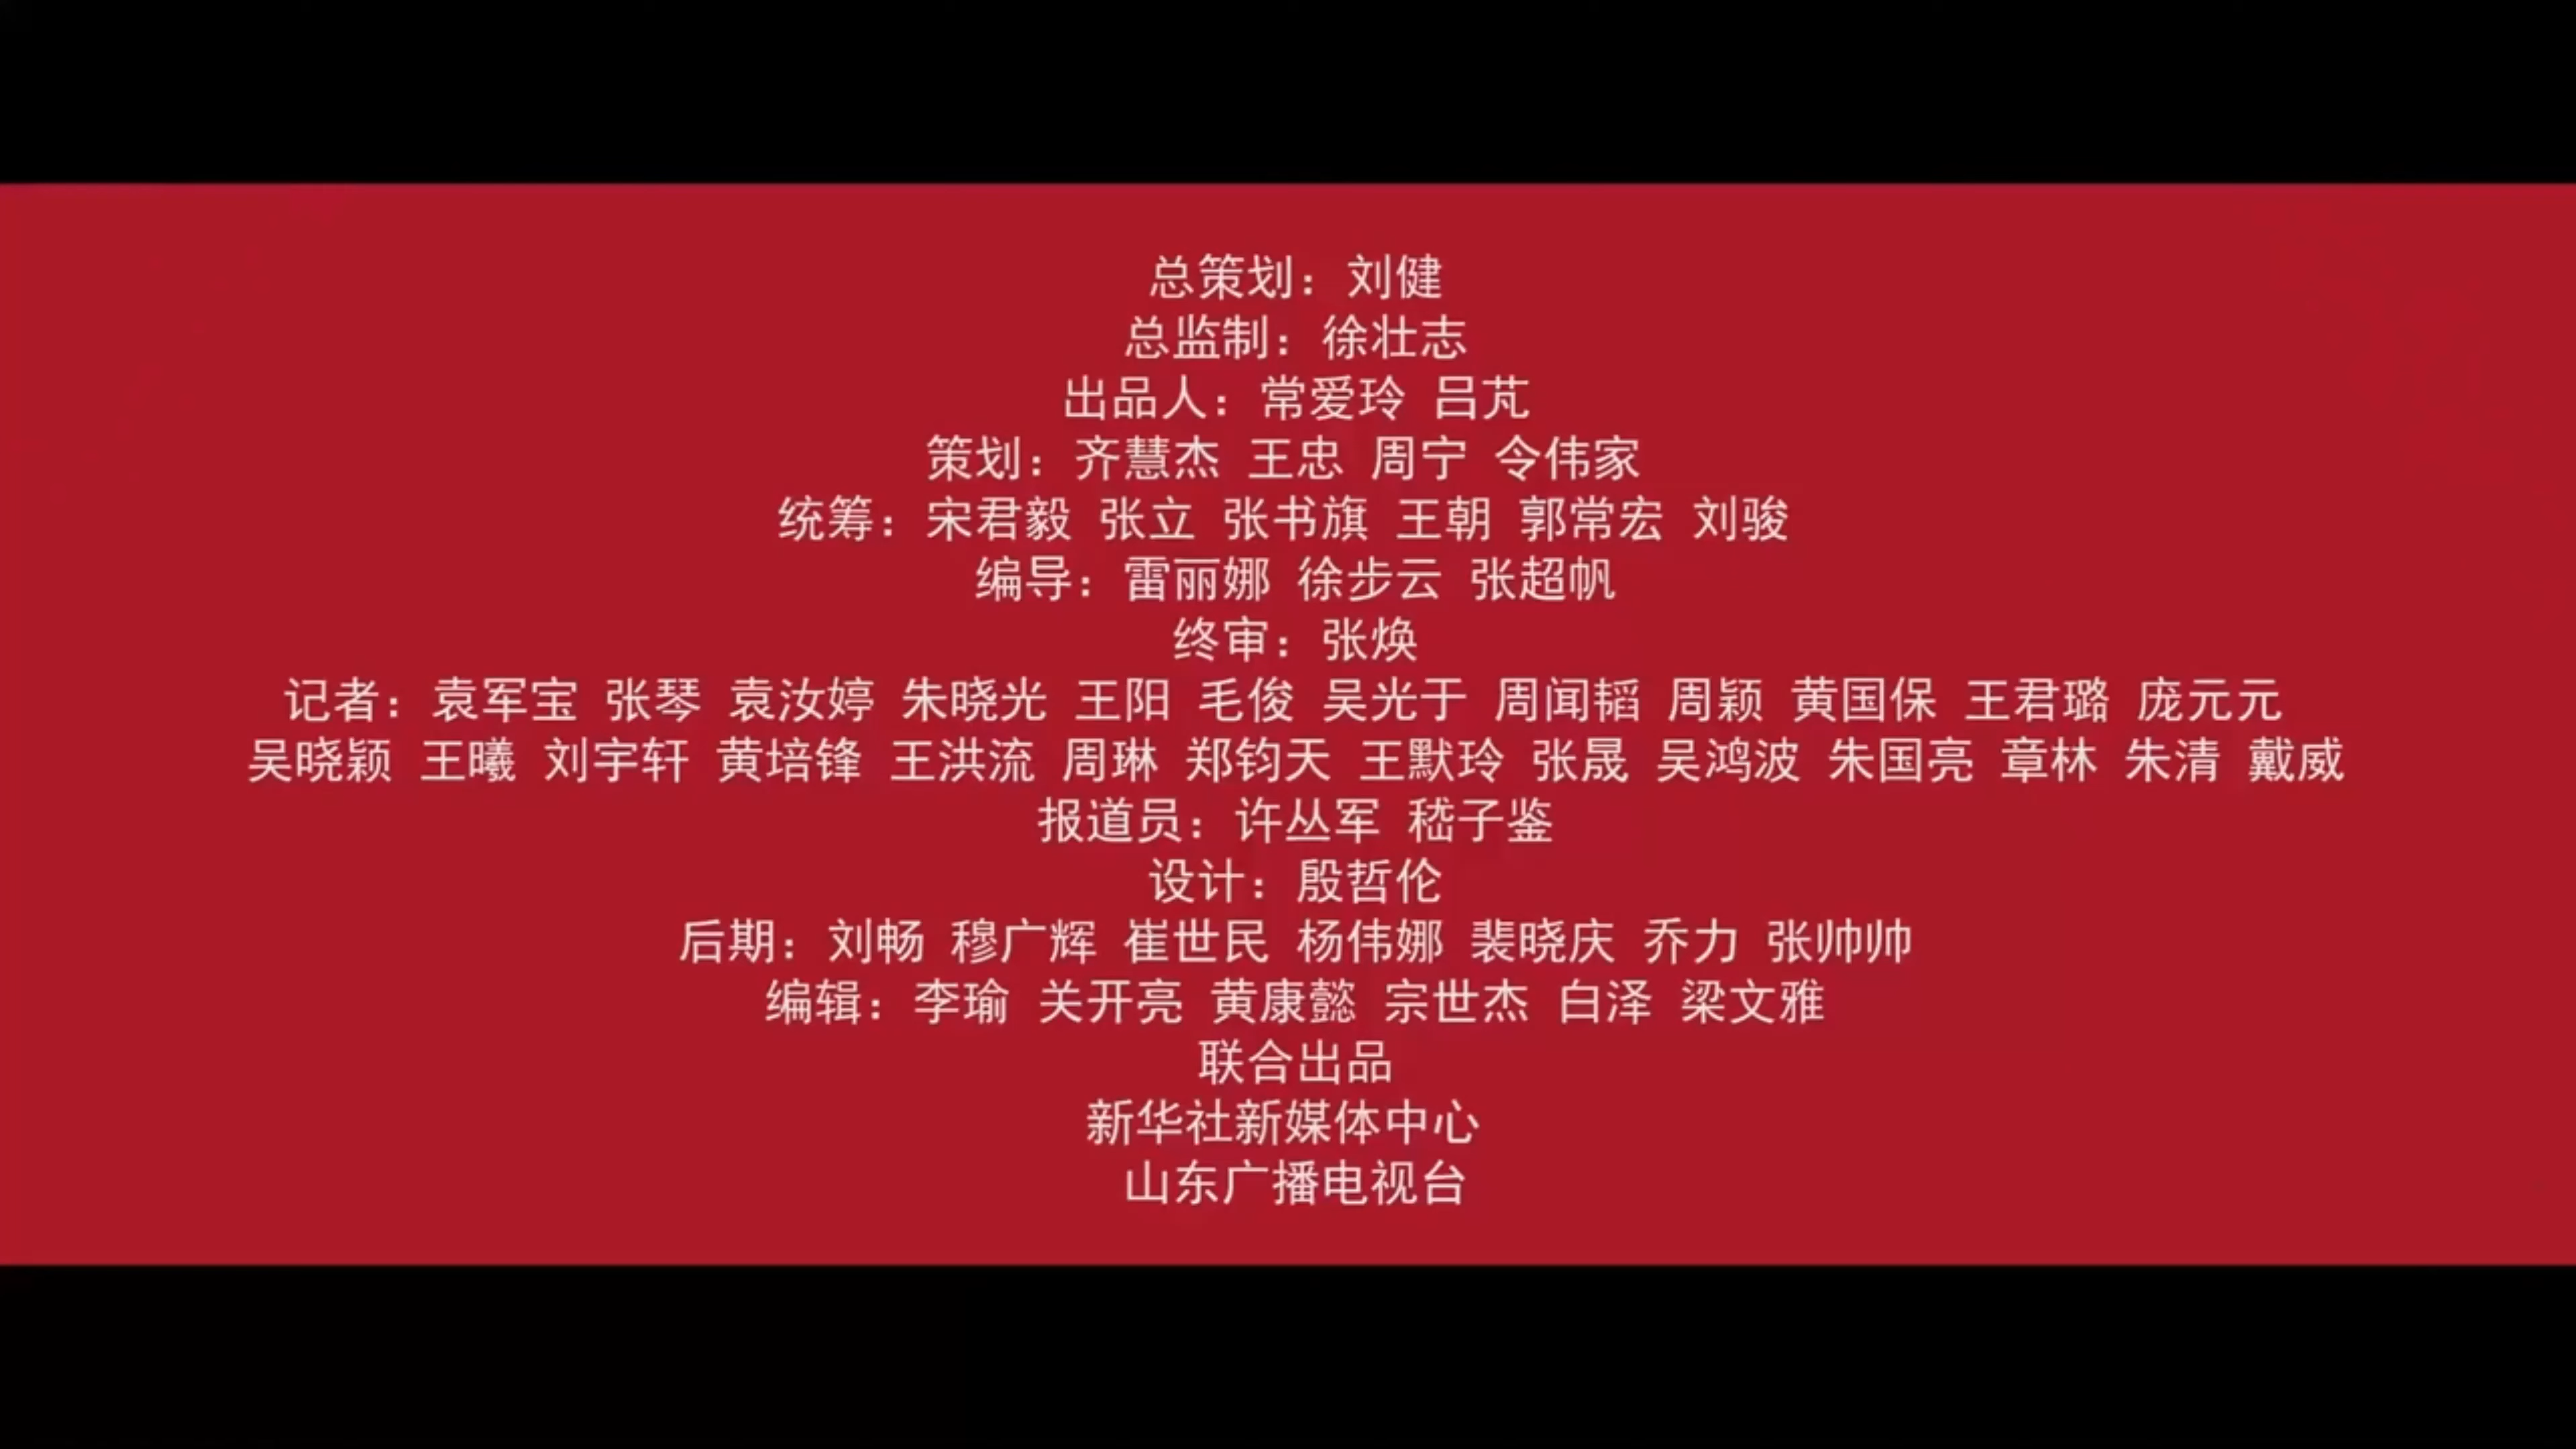 总策划：刘健
总监制：徐壮志
出品人：常爱玲 吕芃
策划：齐慧杰 王忠 周宁 令伟家
统筹：宋君毅 张立 张书旗 王朝 郭常宏 刘骏
编导：雷丽娜 徐步云 张超帆
终审：张焕
记者：袁军宝 张琴 袁汝婷 朱晓光 王阳 毛俊 吴光于 周闻韬 周颖 黄国保 王君璐 庞元元
吴晓颖 王曦 刘宇轩 黄培锋 王洪流 周琳 郑钧天 王默玲 张晟 吴鸿波 朱国亮 章林 朱清 戴威
报道员：许丛军 嵇子鉴
设计：殷哲伦
后期：刘畅 穆广辉 崔世民 杨伟娜 裴晓庆 乔力 张帅帅
编辑：李瑜 关开亮 黄康懿 宗世杰 白泽 梁文雅
联合出品
新华社新媒体中心
山东广播电视台